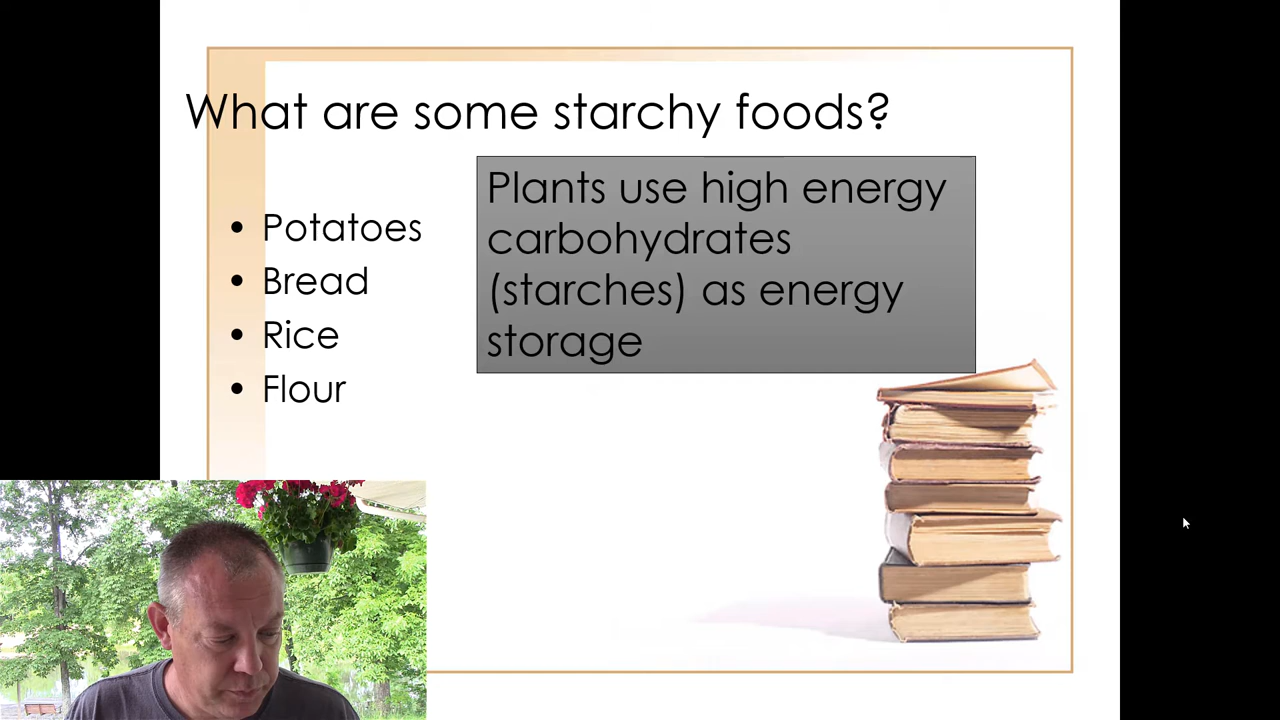 What are some starchy foods?
• Potatoes
• Bread
• Rice
• Flour
Plants use high energy
carbohydrates
(starches) as energy
storage